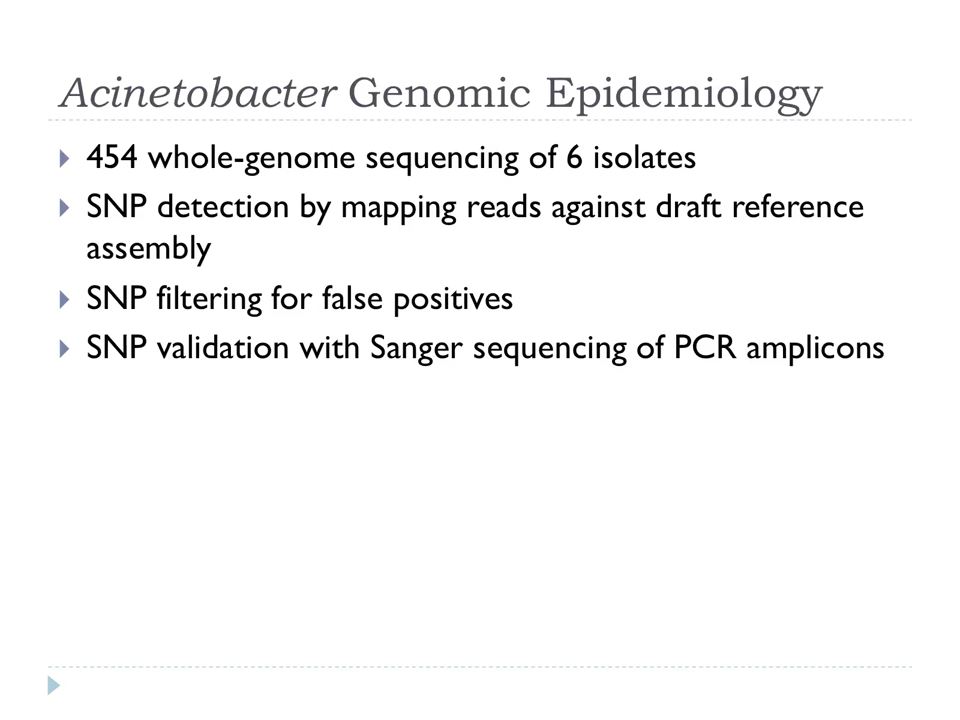 Acinetobacter Genomic Epidemiology
454 whole-genome sequencing of 6 isolates
SNP detection by mapping reads against draft reference
assembly
SNP filtering for false positives
SNP validation with Sanger sequencing of PCR amplicons